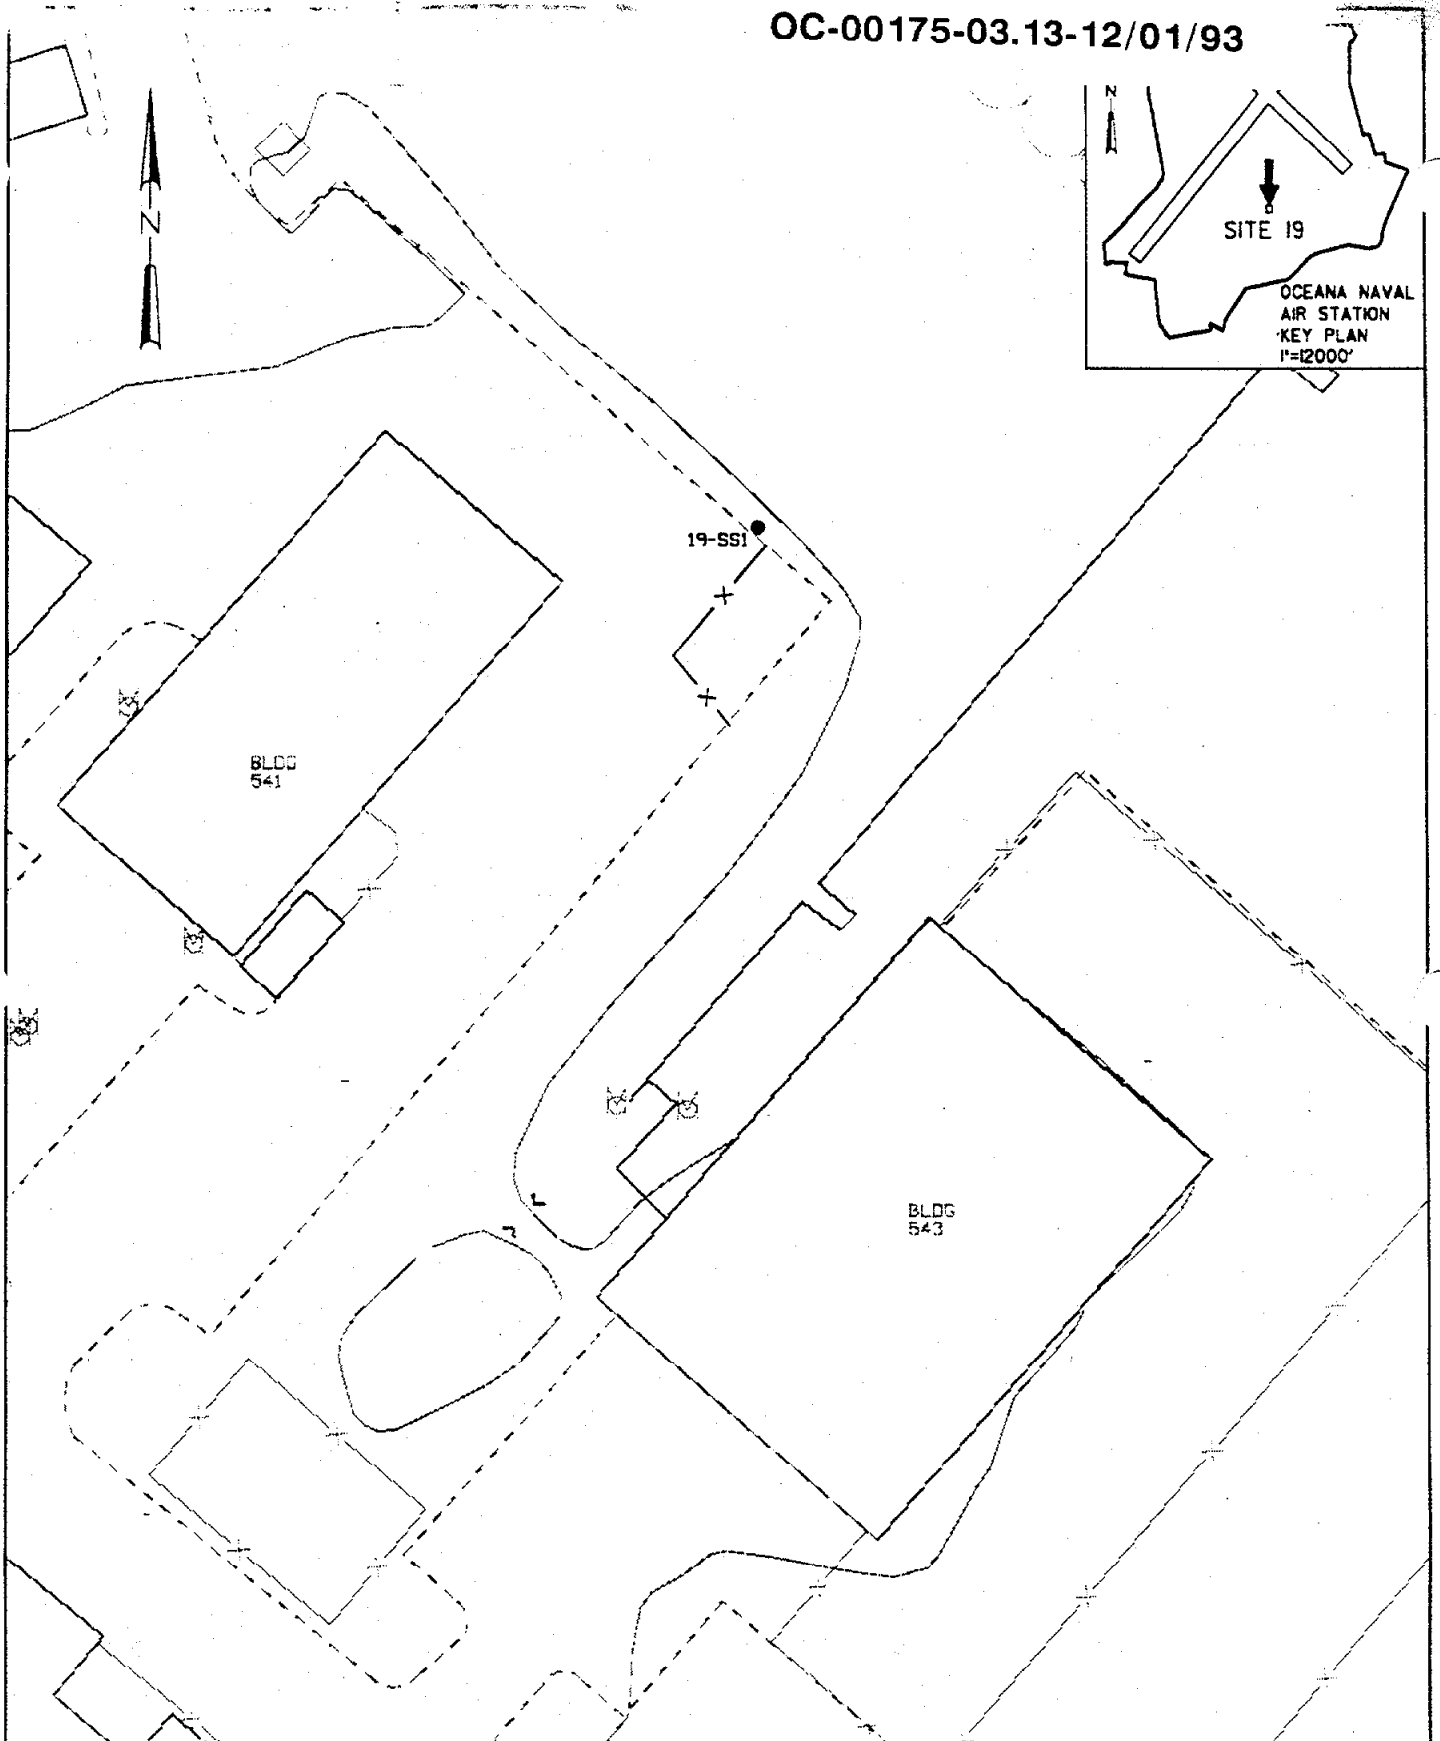 OC-00175-03.13-12/01/93
N
N
SITE 19
OCEANA NAVAL
AIR STATION
KEY PLAN
1"=12000'
19-SS1
BLDG
541
BLDG
543